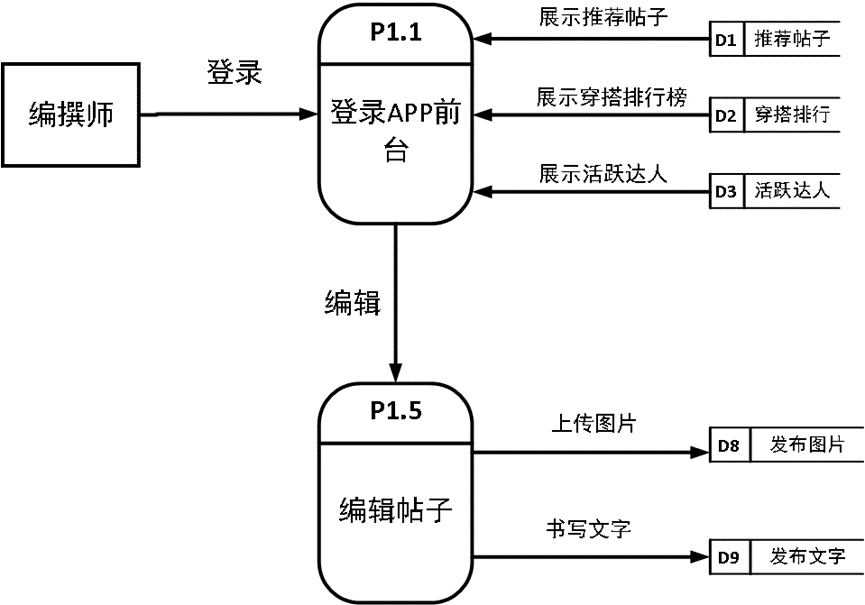 P1.1
展示推荐帖子
D1 推荐帖子
登录
编撰师
登录APP前
台
展示穿搭排行榜
D2 穿搭排行
展示活跃达人
D3 活跃达人
编辑
P1.5
编辑帖子
上传图片
D8 发布图片
书写文字
D9 发布文字